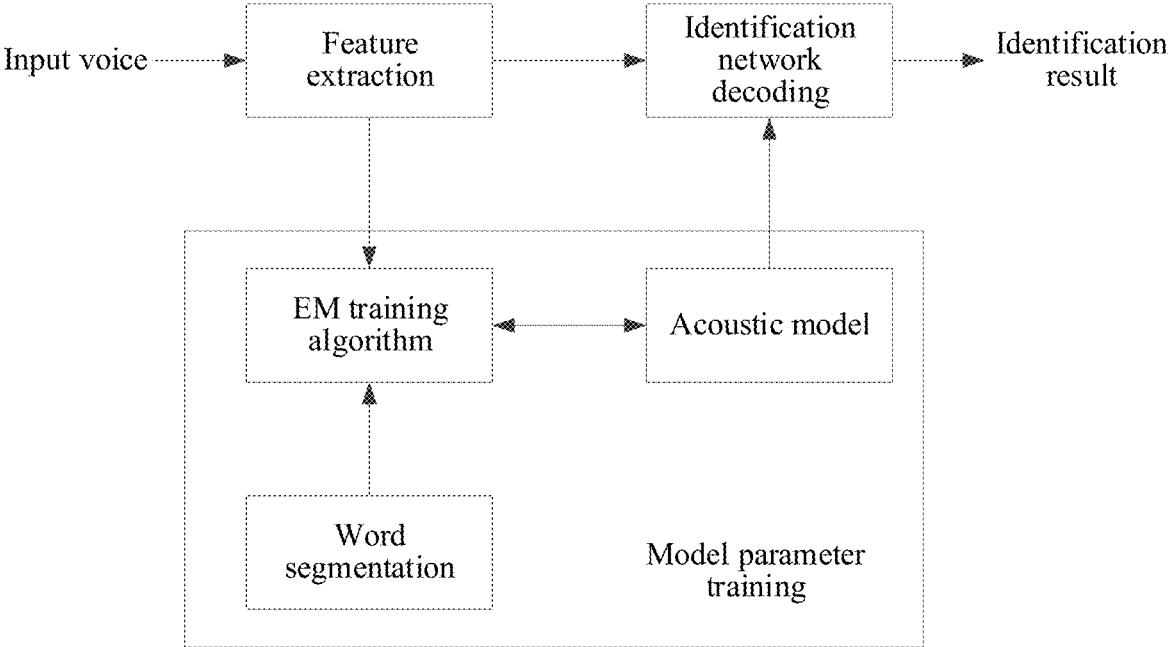 Input voice
Feature
extraction
Identification
network
decoding
Identification
result
EM training
algorithm
Acoustic model
Word
segmentation
Model parameter
training